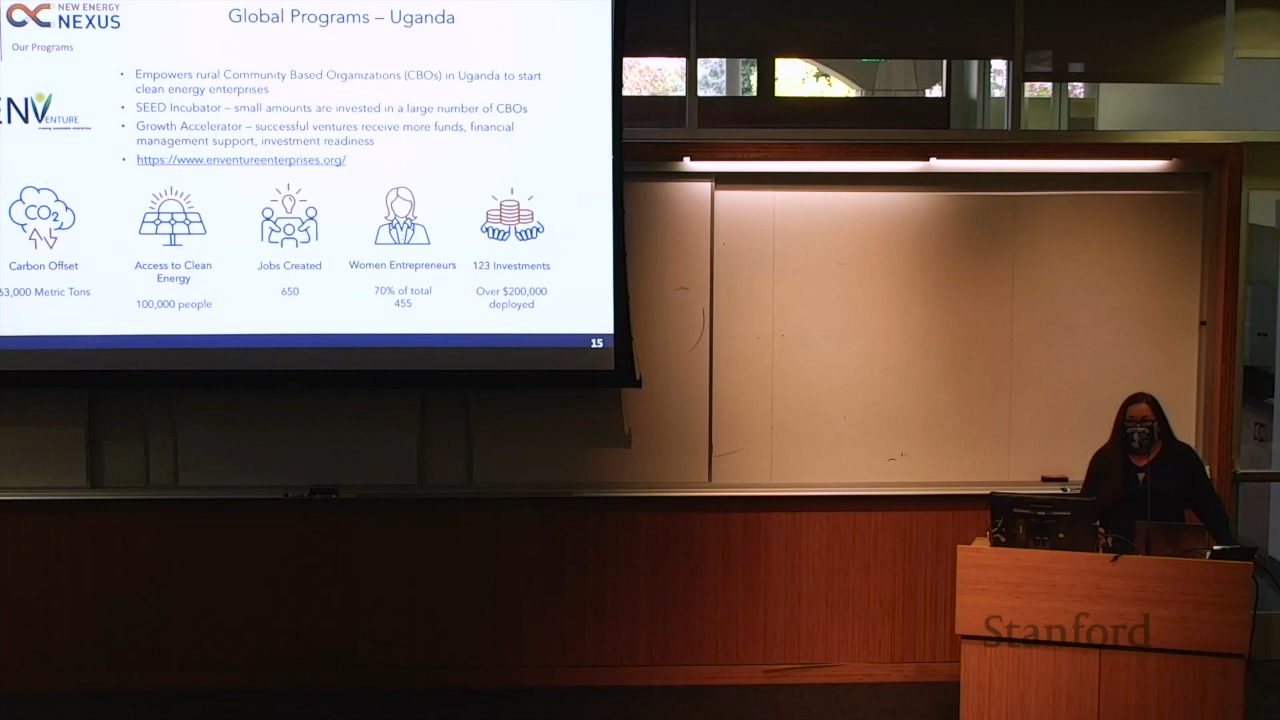 NEW ENERGY
NEXUS
Global Programs – Uganda
Our Programs
• Empowers rural Community Based Organizations (CBOs) in Uganda to start
clean energy enterprises
• SEED Incubator – small amounts are invested in a large number of CBOs
• Growth Accelerator – successful ventures receive more funds, financial
management support, investment readiness
• https://www.enventureenterprises.org/
ENVENTURE
CO2
Carbon Offset
63,000 Metric Tons
Access to Clean
Energy
100,000 people
Jobs Created
650
Women Entrepreneurs
70% of total
455
123 Investments
Over $200,000
deployed
15
Stanford